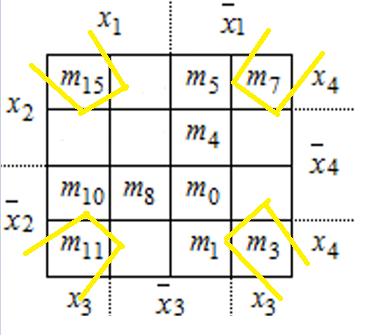 x₁ x̄₁
m₁₅ m₅ m₇ x₄
x₂
m₄
x̄₄
m₁₀ m₈ m₀
x̄₂
m₁₁ m₁ m₃ x₄
x₃ x̄₃ x₃